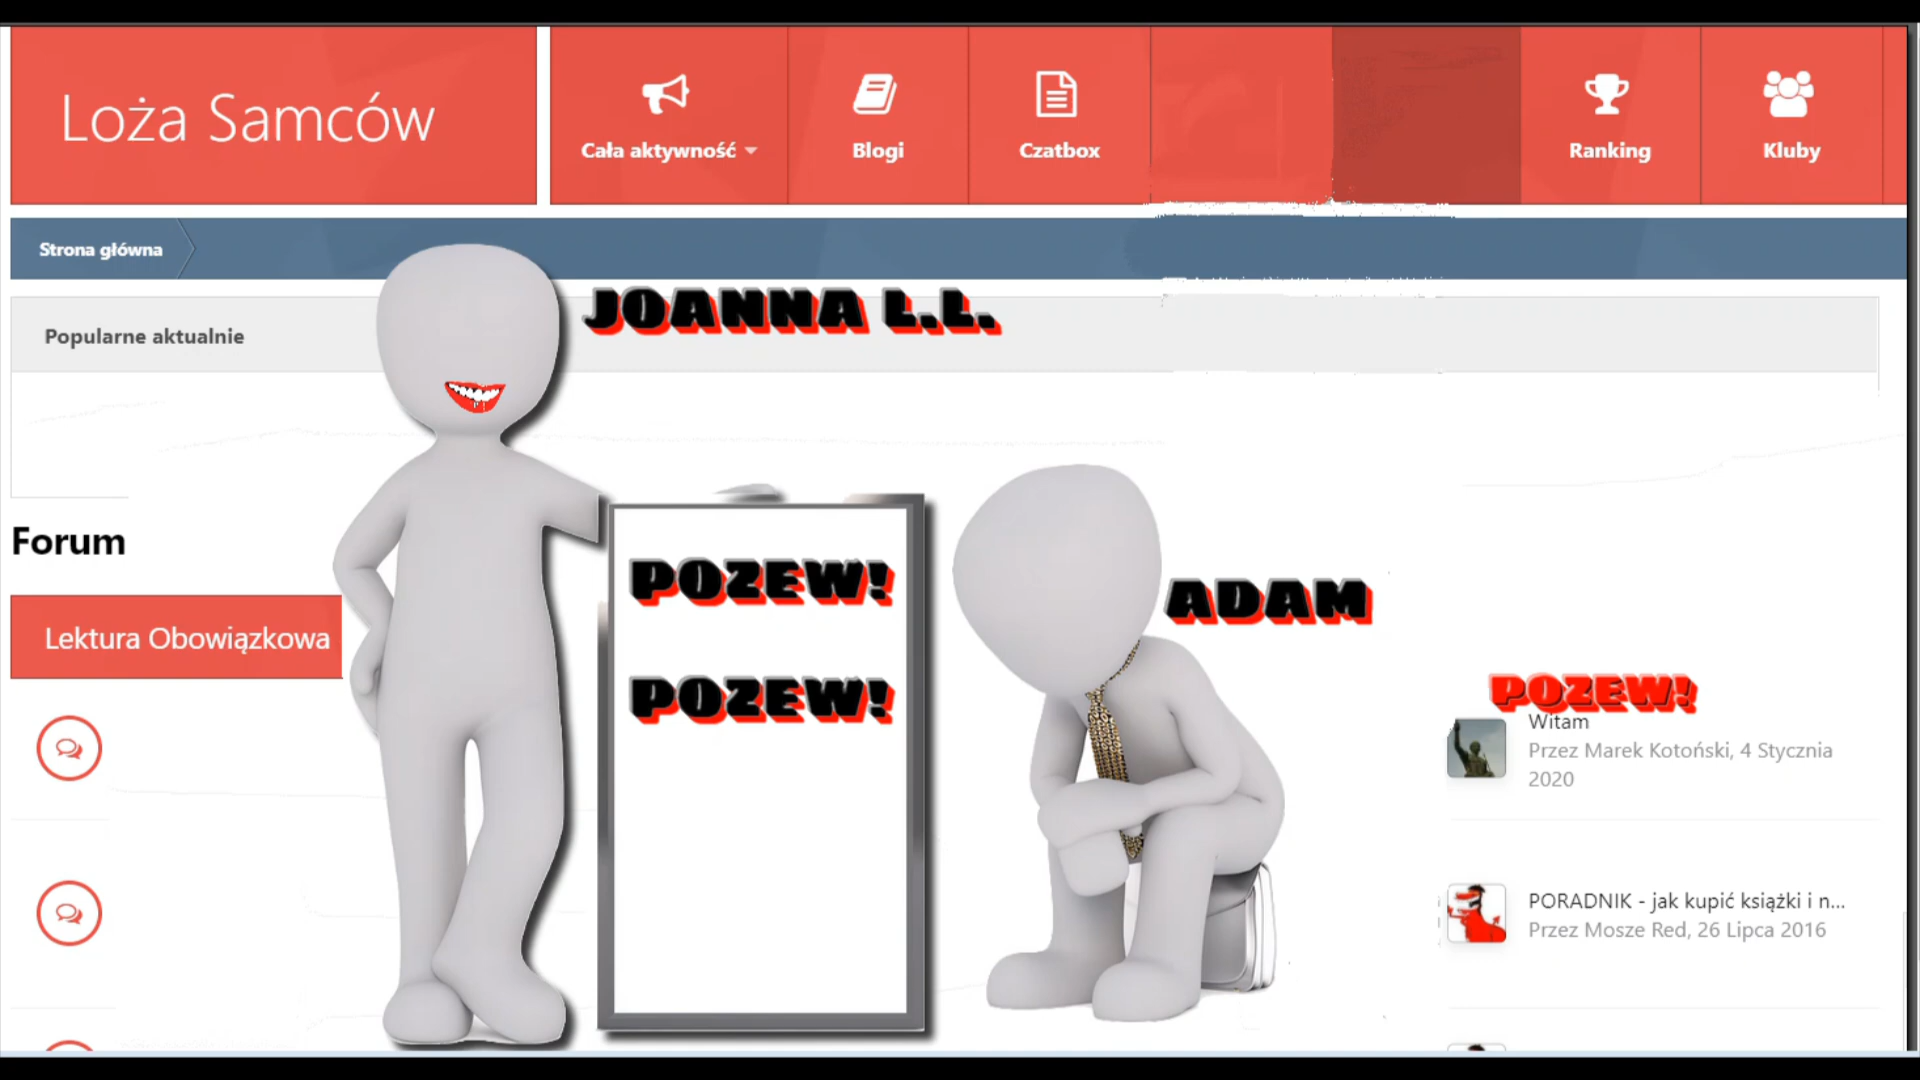 Loża Samców
Cała aktywność
Blogi
Czatbox
Ranking
Kluby
Strona główna
JOANNA L.L.
Popularne aktualnie
Forum
POZEW!
ADAM
Lektura Obowiązkowa
POZEW!
POZEW!
Witam
Przez Marek Kotoński, 4 Stycznia
2020
PORADNIK - jak kupić książki i n...
Przez Mosze Red, 26 Lipca 2016